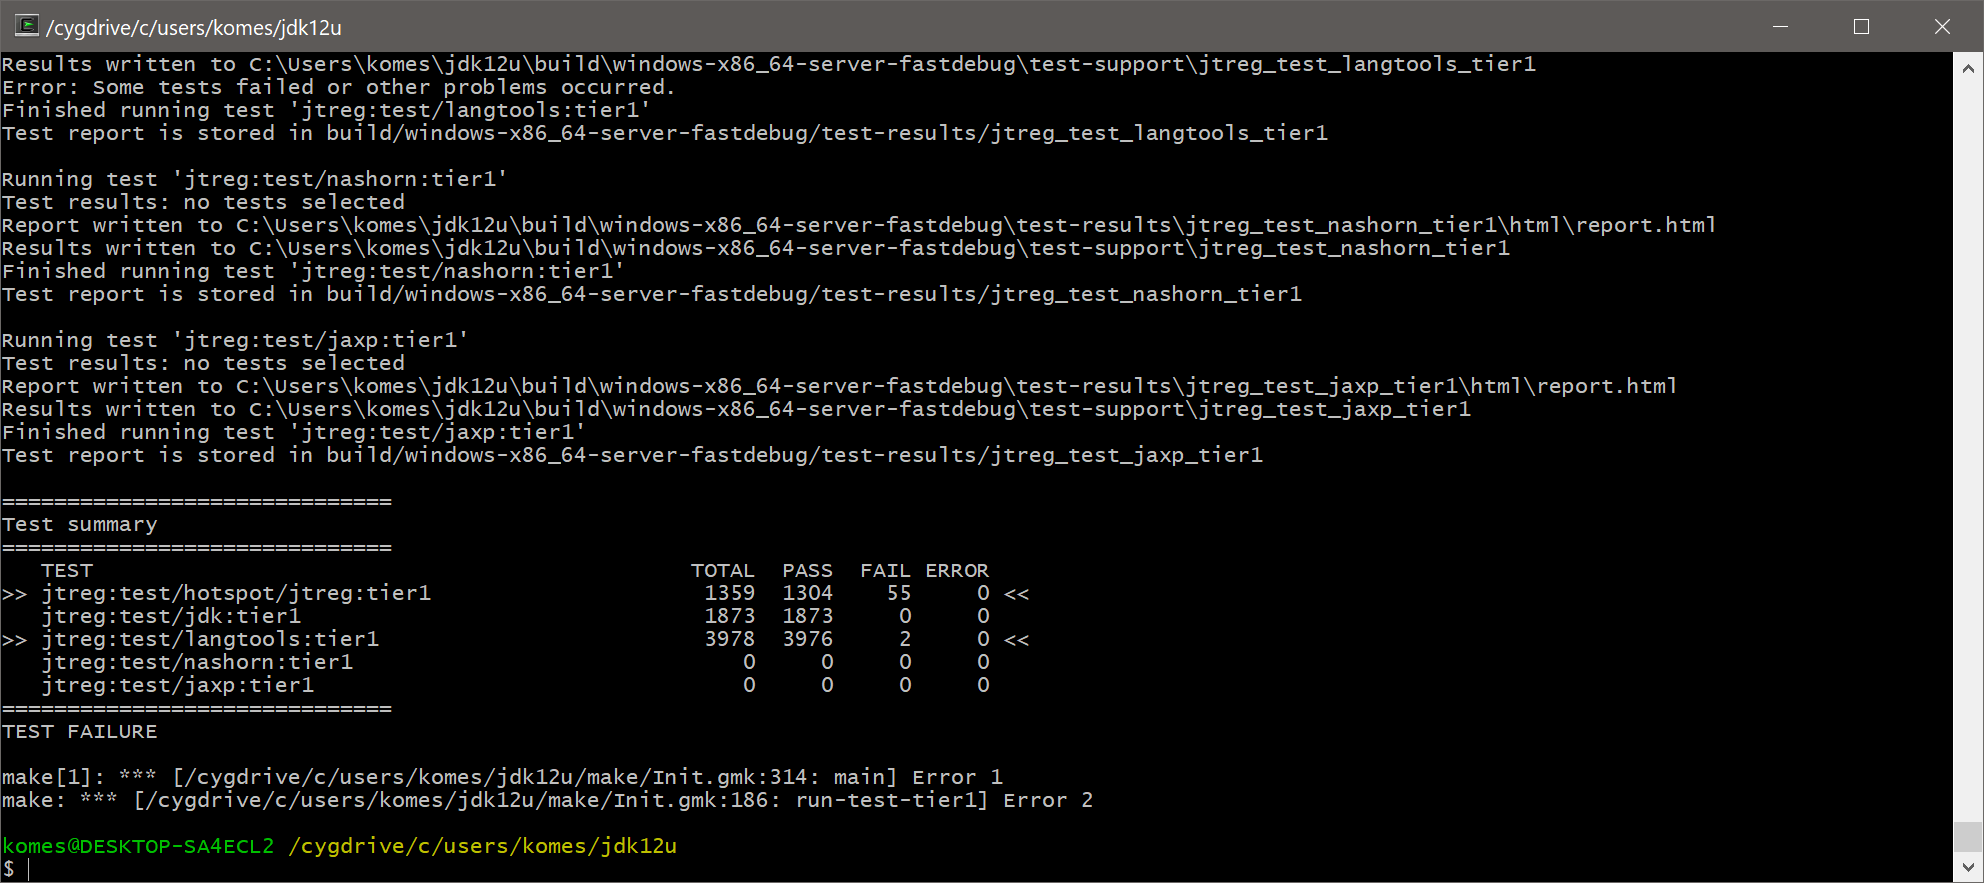 /cygdrive/c/users/komes/jdk12u
Results written to C:\Users\komes\jdk12u\build\windows-x86_64-server-fastdebug\test-support\jtreg_test_langtools_tier1
Error: Some tests failed or other problems occurred.
Finished running test 'jtreg:test/langtools:tier1'
Test report is stored in build/windows-x86_64-server-fastdebug/test-results/jtreg_test_langtools_tier1

Running test 'jtreg:test/nashorn:tier1'
Test results: no tests selected
Report written to C:\Users\komes\jdk12u\build\windows-x86_64-server-fastdebug\test-results\jtreg_test_nashorn_tier1\html\report.html
Results written to C:\Users\komes\jdk12u\build\windows-x86_64-server-fastdebug\test-support\jtreg_test_nashorn_tier1
Finished running test 'jtreg:test/nashorn:tier1'
Test report is stored in build/windows-x86_64-server-fastdebug/test-results/jtreg_test_nashorn_tier1

Running test 'jtreg:test/jaxp:tier1'
Test results: no tests selected
Report written to C:\Users\komes\jdk12u\build\windows-x86_64-server-fastdebug\test-results\jtreg_test_jaxp_tier1\html\report.html
Results written to C:\Users\komes\jdk12u\build\windows-x86_64-server-fastdebug\test-support\jtreg_test_jaxp_tier1
Finished running test 'jtreg:test/jaxp:tier1'
Test report is stored in build/windows-x86_64-server-fastdebug/test-results/jtreg_test_jaxp_tier1

==============================
Test summary
==============================
   TEST                                              TOTAL  PASS  FAIL ERROR
>> jtreg:test/hotspot/jtreg:tier1                     1359  1304    55     0 <<
   jtreg:test/jdk:tier1                               1873  1873     0     0
>> jtreg:test/langtools:tier1                         3978  3976     2     0 <<
   jtreg:test/nashorn:tier1                              0     0     0     0
   jtreg:test/jaxp:tier1                                 0     0     0     0
==============================
TEST FAILURE

make[1]: *** [/cygdrive/c/users/komes/jdk12u/make/Init.gmk:314: main] Error 1
make: *** [/cygdrive/c/users/komes/jdk12u/make/Init.gmk:186: run-test-tier1] Error 2

komes@DESKTOP-SA4ECL2 /cygdrive/c/users/komes/jdk12u
$